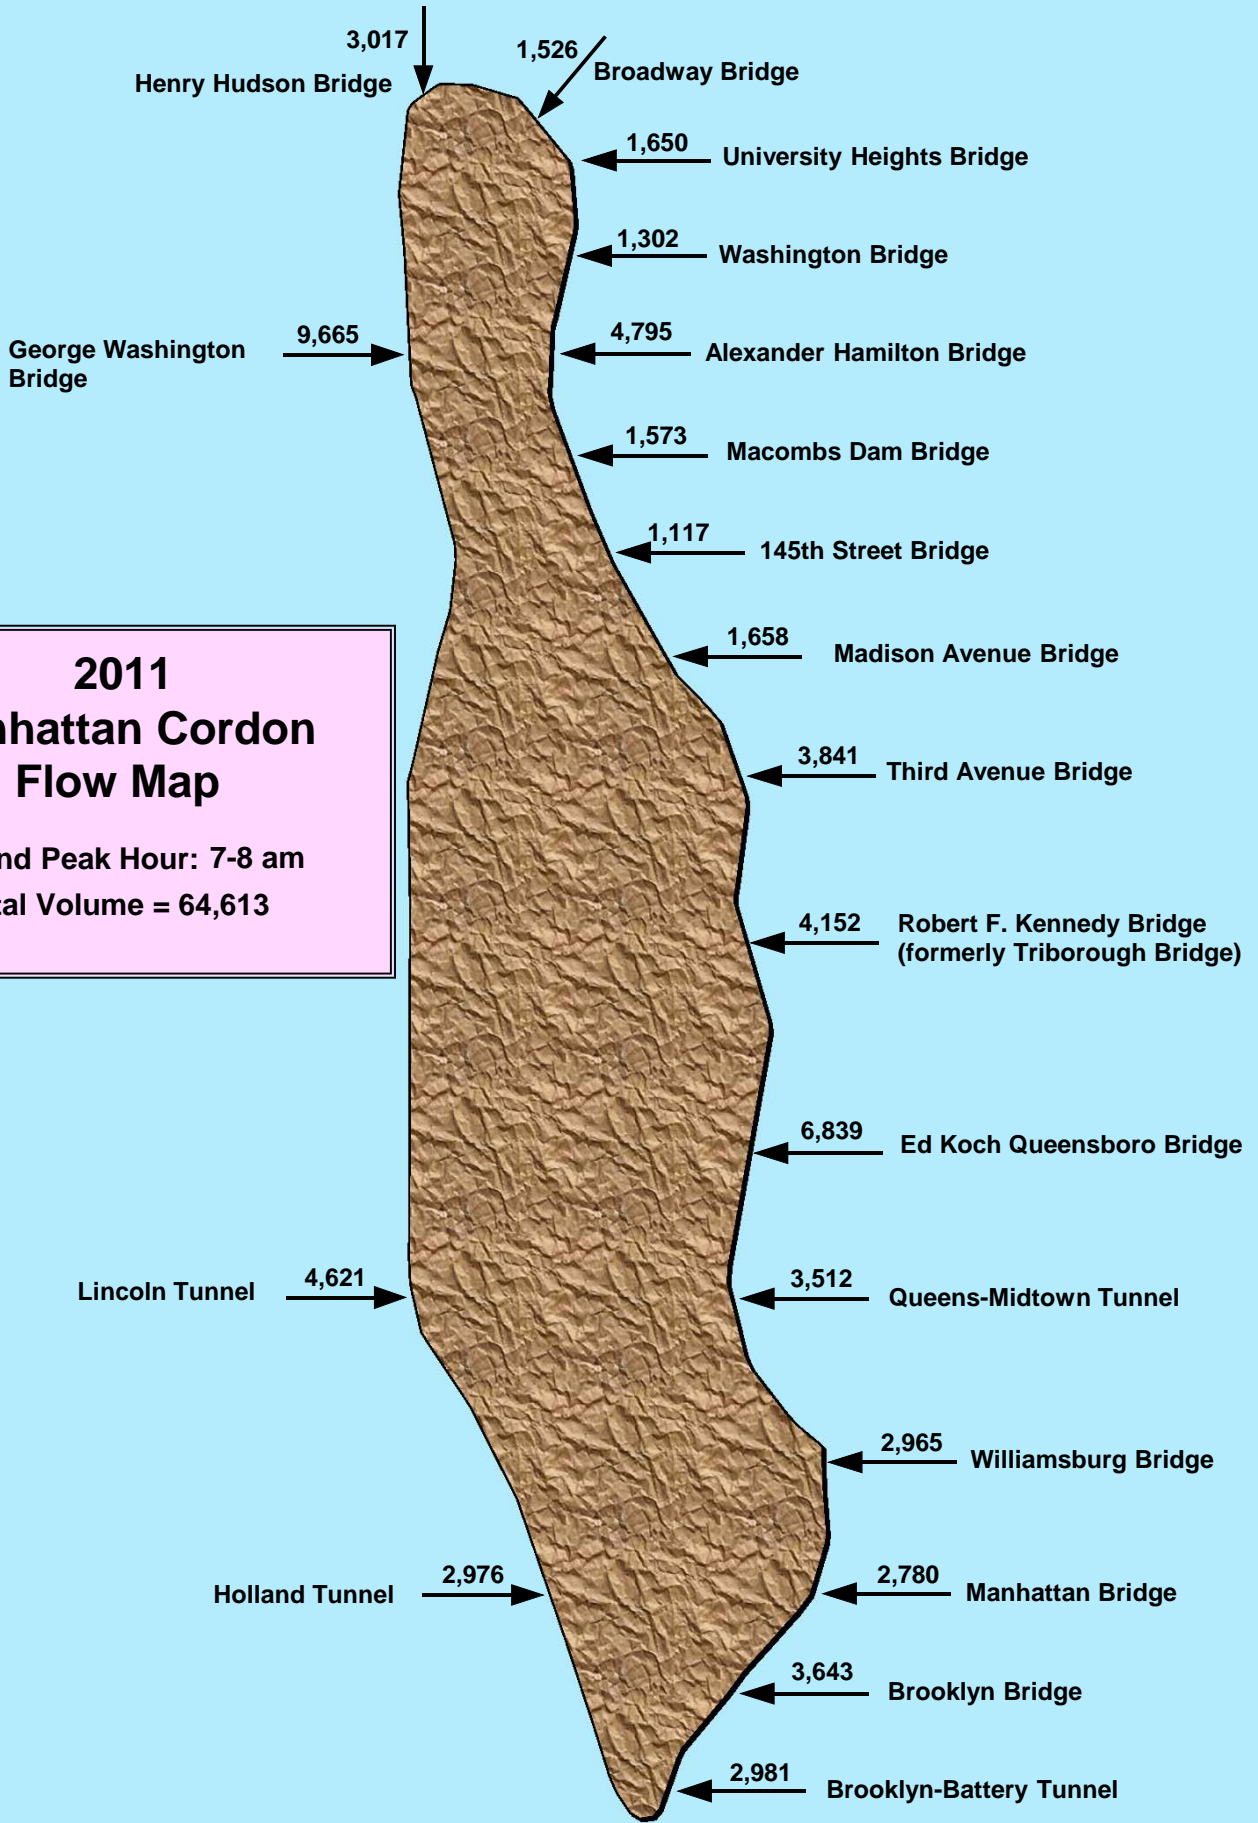 3,017
1,526
Henry Hudson Bridge
Broadway Bridge
1,650
University Heights Bridge
1,302
Washington Bridge
9,665
George Washington
Bridge
4,795
Alexander Hamilton Bridge
1,573
Macombs Dam Bridge
1,117
145th Street Bridge
1,658
Madison Avenue Bridge
2011
nhattan Cordon
Flow Map
nd Peak Hour: 7-8 am
tal Volume = 64,613
3,841
Third Avenue Bridge
4,152
Robert F. Kennedy Bridge
(formerly Triborough Bridge)
6,839
Ed Koch Queensboro Bridge
Lincoln Tunnel
4,621
3,512
Queens-Midtown Tunnel
2,965
Williamsburg Bridge
Holland Tunnel
2,976
2,780
Manhattan Bridge
3,643
Brooklyn Bridge
2,981
Brooklyn-Battery Tunnel